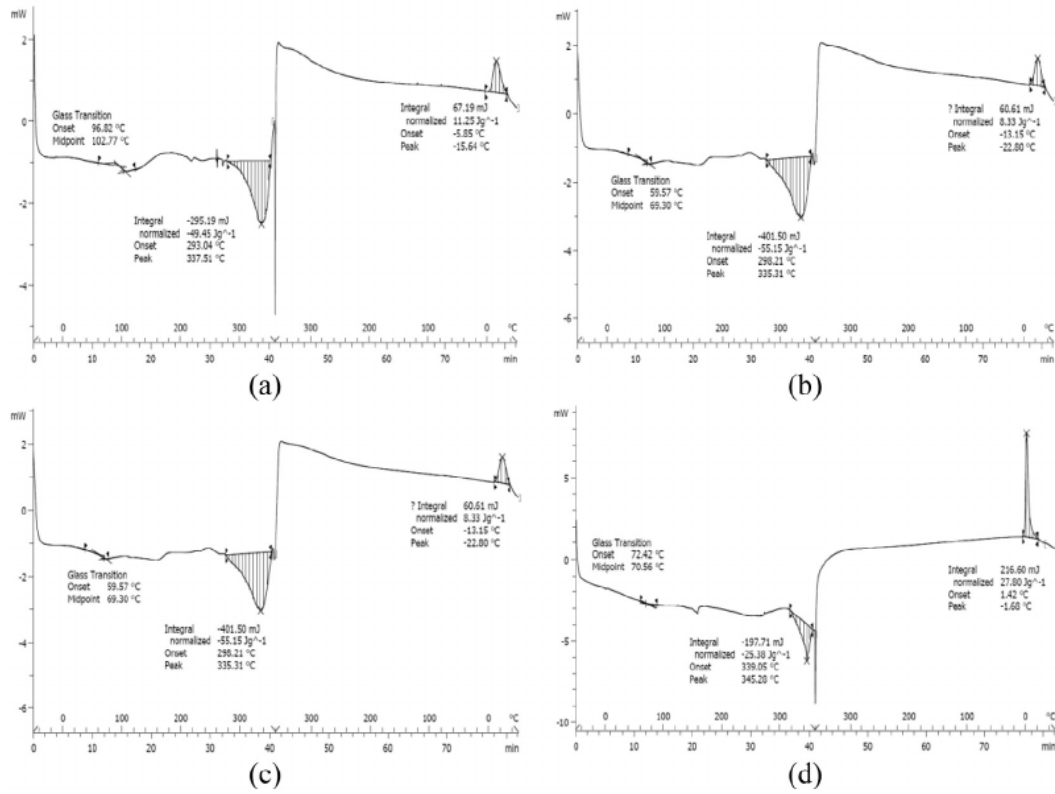 mW
2
0
-2
-4
Glass Transition
Onset 96.82 °C
Midpoint 102.77 °C
Integral -295.19 mJ
normalized -49.45 Jg^-1
Onset 293.04 °C
Peak 337.51 °C
Integral 67.19 mJ
normalized 11.25 Jg^-1
Onset -5.85 °C
Peak -15.64 °C
0 100 200 300 300 200 100 0 °C
0 10 20 30 40 50 60 70 min
(a)
mW
2
0
-2
-4
-6
Glass Transition
Onset 59.57 °C
Midpoint 69.30 °C
Integral -401.50 mJ
normalized -55.15 Jg^-1
Onset 298.21 °C
Peak 335.31 °C
? Integral 60.61 mJ
normalized 8.33 Jg^-1
Onset -13.15 °C
Peak -22.80 °C
0 100 200 300 300 200 100 0 °C
0 10 20 30 40 50 60 70 min
(b)
mW
2
0
-2
-4
-6
Glass Transition
Onset 59.57 °C
Midpoint 69.30 °C
Integral -401.50 mJ
normalized -55.15 Jg^-1
Onset 298.21 °C
Peak 335.31 °C
? Integral 60.61 mJ
normalized 8.33 Jg^-1
Onset -13.15 °C
Peak -22.80 °C
0 100 200 300 300 200 100 0 °C
0 10 20 30 40 50 60 70 min
(c)
mW
5
0
-5
-10
Glass Transition
Onset 72.42 °C
Midpoint 70.56 °C
Integral -197.71 mJ
normalized -25.38 Jg^-1
Onset 339.05 °C
Peak 345.28 °C
Integral 216.60 mJ
normalized 27.80 Jg^-1
Onset 1.42 °C
Peak -1.68 °C
0 100 200 300 300 200 100 0 °C
0 10 20 30 40 50 60 70 min
(d)